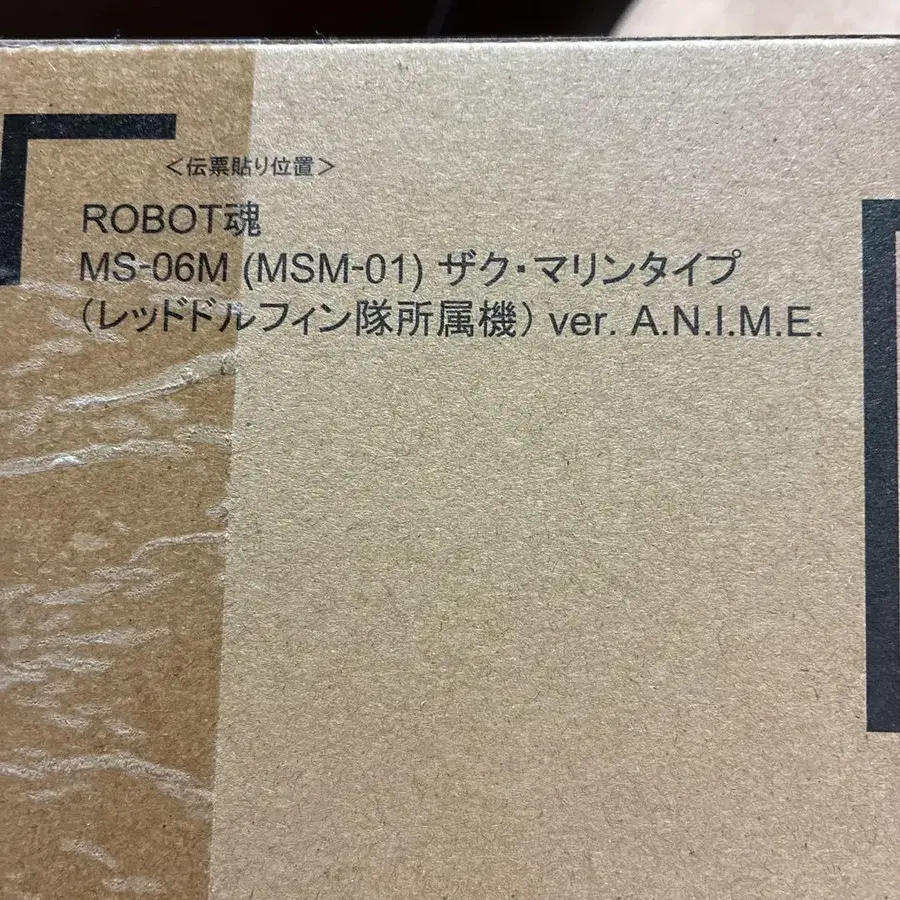 ＜伝票貼り位置＞
ROBOT魂
MS-06M (MSM-01) ザク・マリンタイプ
（レッドドルフィン隊所属機）ver. A.N.I.M.E.